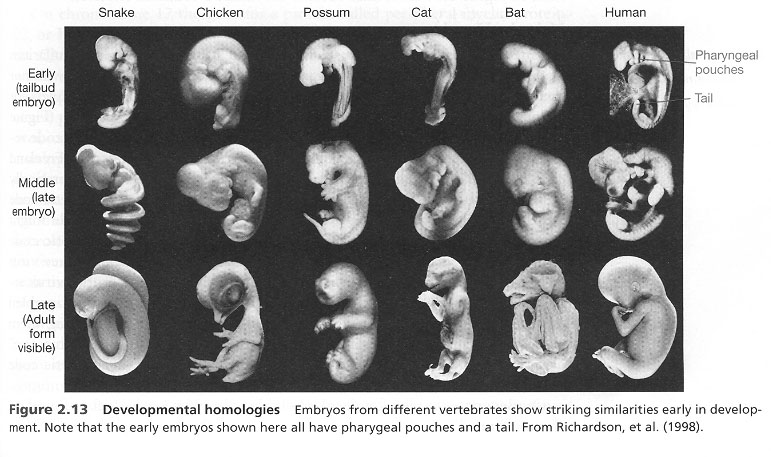 Snake Chicken Possum Cat Bat Human
Early
(tailbud
embryo)
Pharyngeal
pouches
Tail
Middle
(late
embryo)
Late
(Adult
form
visible)
Figure 2.13 Developmental homologies Embryos from different vertebrates show striking similarities early in develop-
ment. Note that the early embryos shown here all have pharygeal pouches and a tail. From Richardson, et al. (1998).